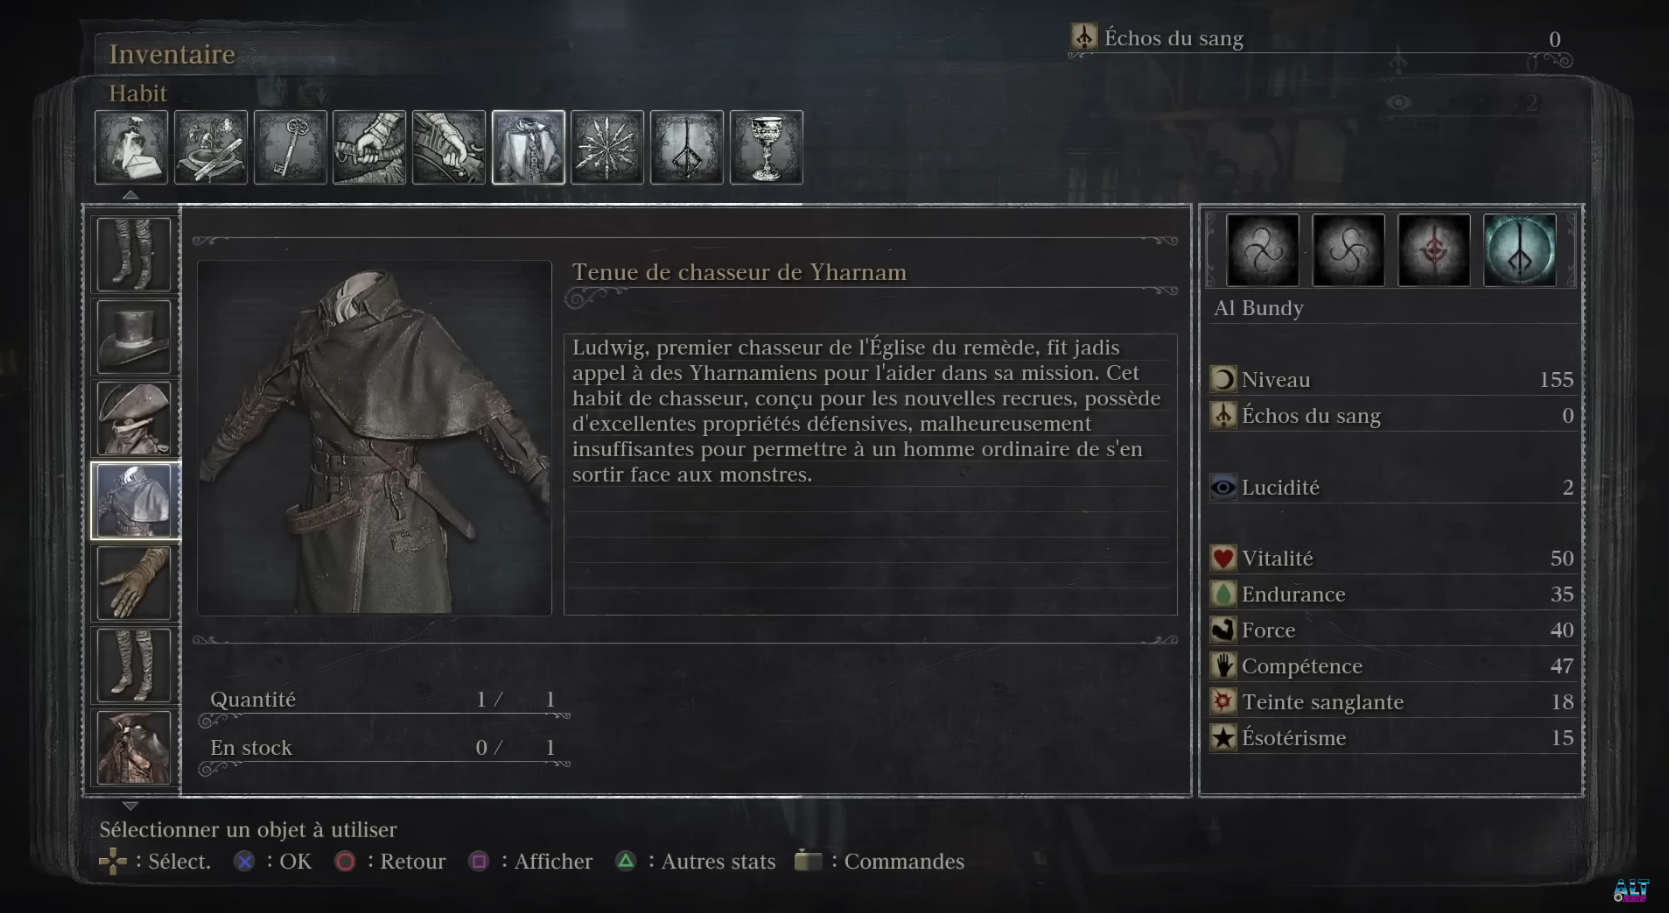 Inventaire
Habit
Échos du sang 0
Tenue de chasseur de Yharnam
Ludwig, premier chasseur de l'Église du remède, fit jadis
appel à des Yharnamiens pour l'aider dans sa mission. Cet
habit de chasseur, conçu pour les nouvelles recrues, possède
d'excellentes propriétés défensives, malheureusement
insuffisantes pour permettre à un homme ordinaire de s'en
sortir face aux monstres.
Quantité 1 / 1
En stock 0 / 1
Al Bundy
Niveau 155
Échos du sang 0
Lucidité 2
Vitalité 50
Endurance 35
Force 40
Compétence 47
Teinte sanglante 18
Ésotérisme 15
Sélectionner un objet à utiliser
: Sélect. : OK : Retour : Afficher : Autres stats : Commandes
ALT